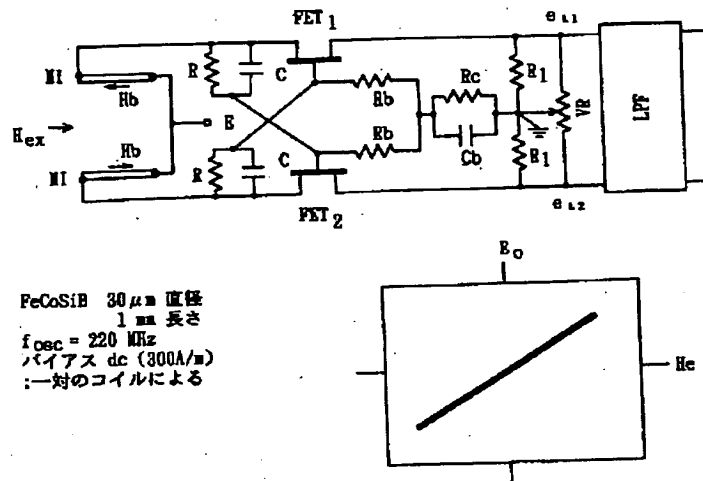 FET1
eL1
MI
Hb
R
C
Rb
Rc
R1
Hex
E
VR
LPF
Hb
Rb
Cb
MI
R
C
R1
FET2
eL2
FeCoSiB 30μm 直径
1 mm 長さ
fosc = 220 MHz
バイアス dc (300A/m)
:一対のコイルによる
Eo
He